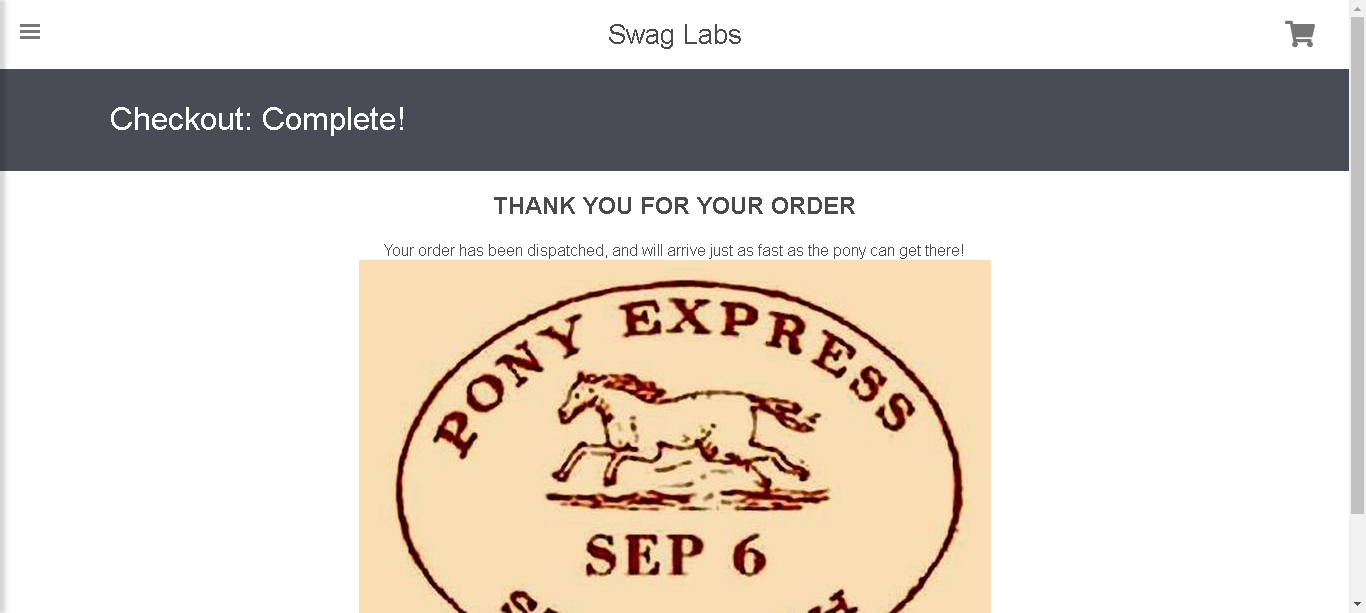 Swag Labs
Checkout: Complete!
THANK YOU FOR YOUR ORDER
Your order has been dispatched, and will arrive just as fast as the pony can get there!
PONY EXPRESS
SEP 6